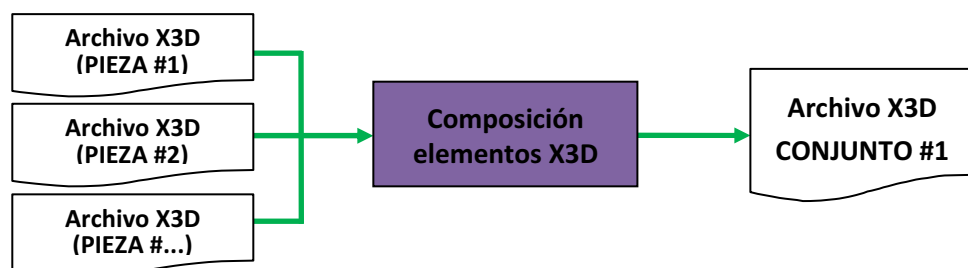 Archivo X3D
(PIEZA #1)
Archivo X3D
(PIEZA #2)
Archivo X3D
(PIEZA #...)
Composición
elementos X3D
Archivo X3D
CONJUNTO #1